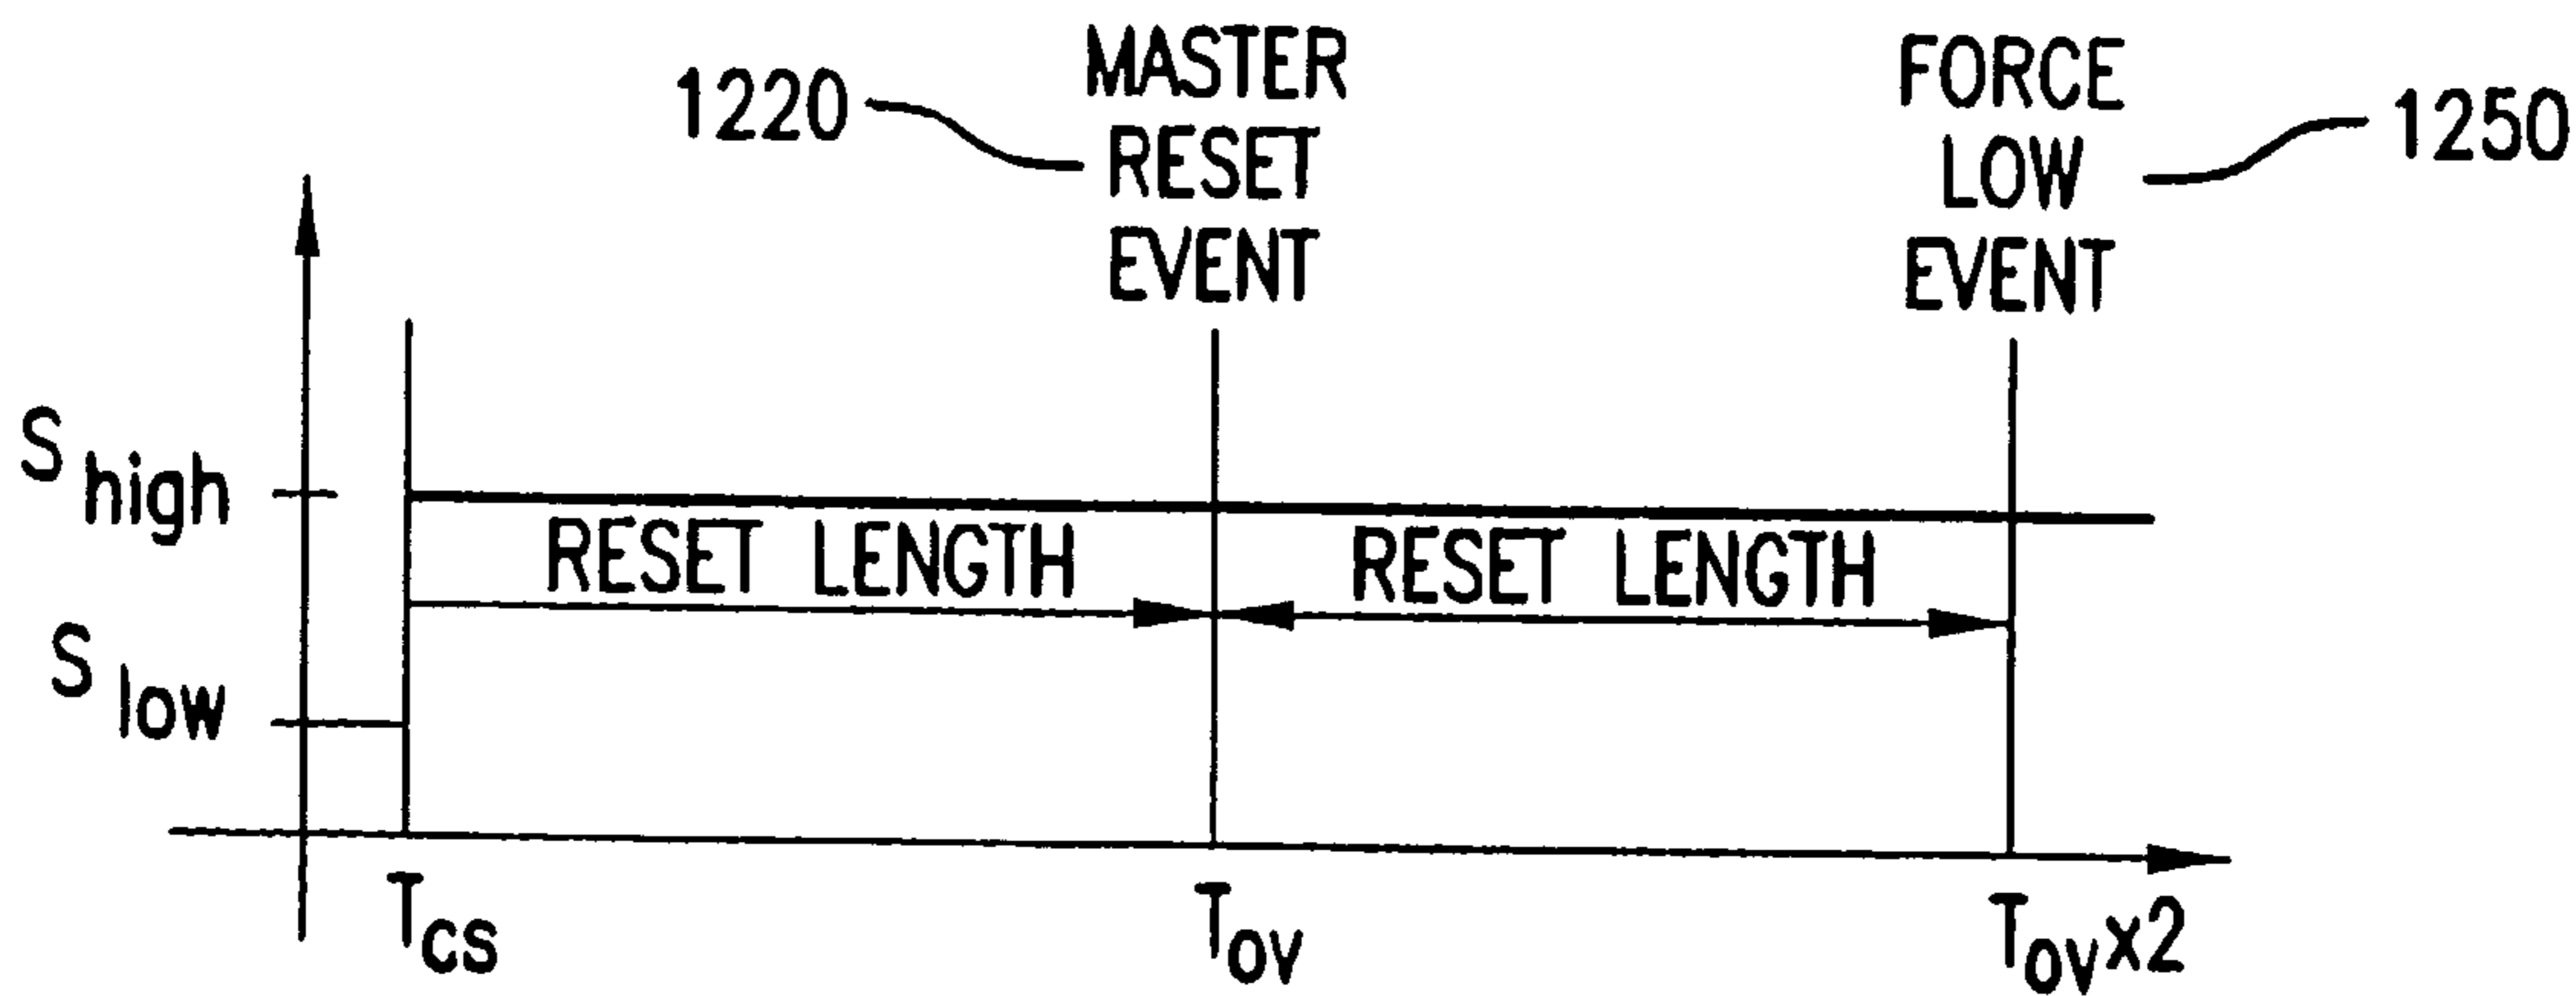 1220
MASTER
RESET
EVENT
FORCE
LOW
EVENT
1250
S high
RESET LENGTH
RESET LENGTH
S low
Tcs
Tov
Tovx2